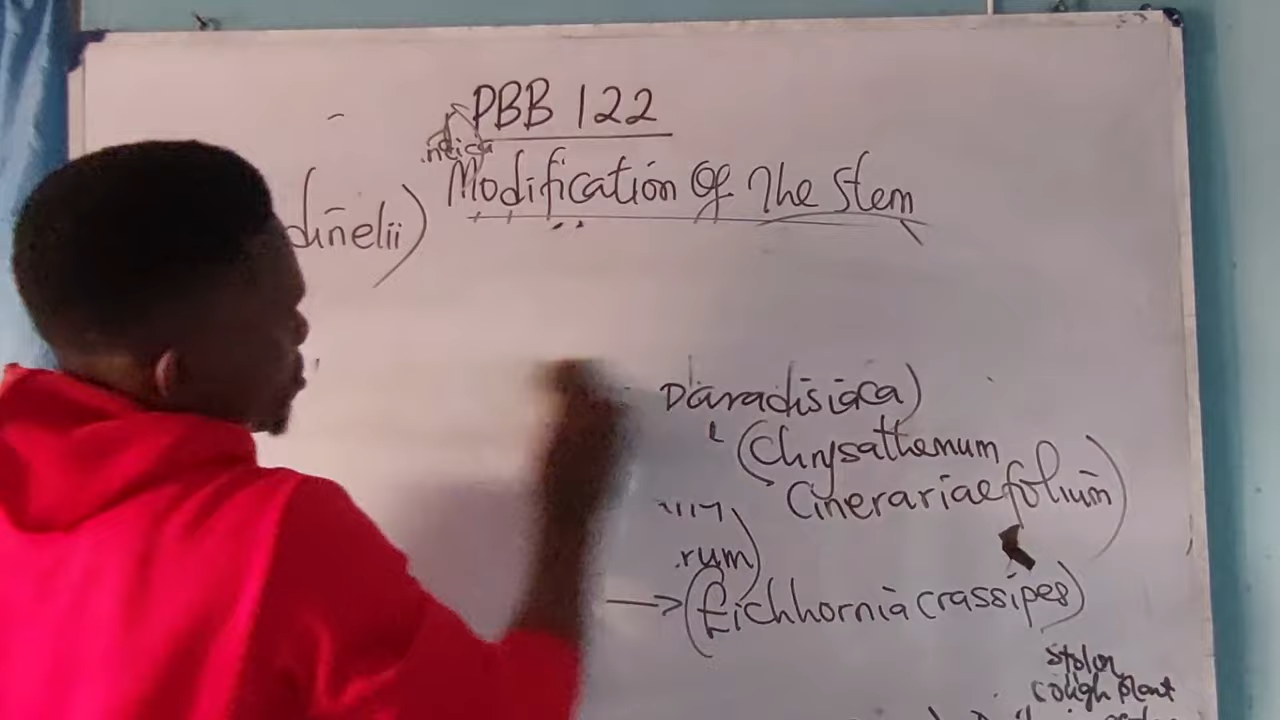 PBB 122
Modification Of The Stem
dinelii)
Paradisiaca)
(Chrysathemum
Cinerariaefolium)
rum)
(Eichhornia crassipes)
Stolon
cough plant